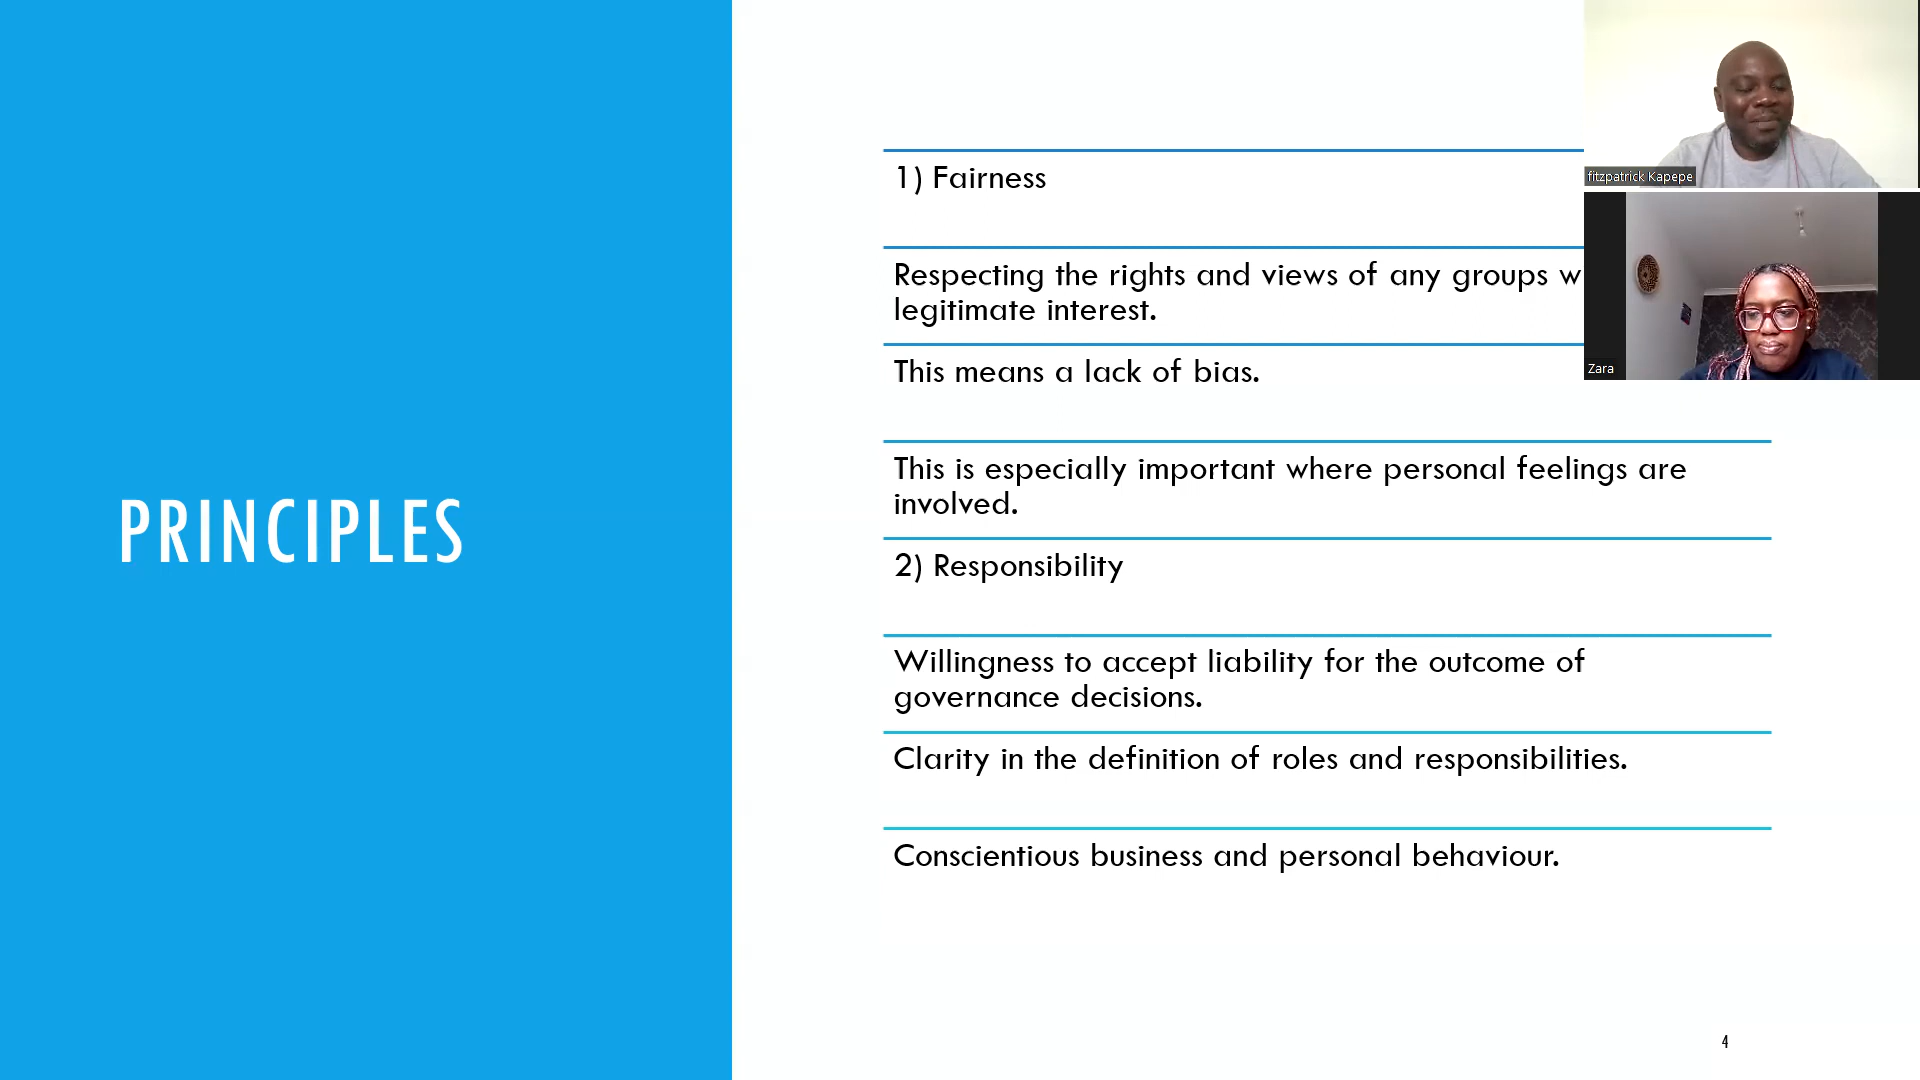 PRINCIPLES
1) Fairness
Respecting the rights and views of any groups w
legitimate interest.
This means a lack of bias.
This is especially important where personal feelings are
involved.
2) Responsibility
Willingness to accept liability for the outcome of
governance decisions.
Clarity in the definition of roles and responsibilities.
Conscientious business and personal behaviour.
fitzpatrick Kapepe
Zara
4